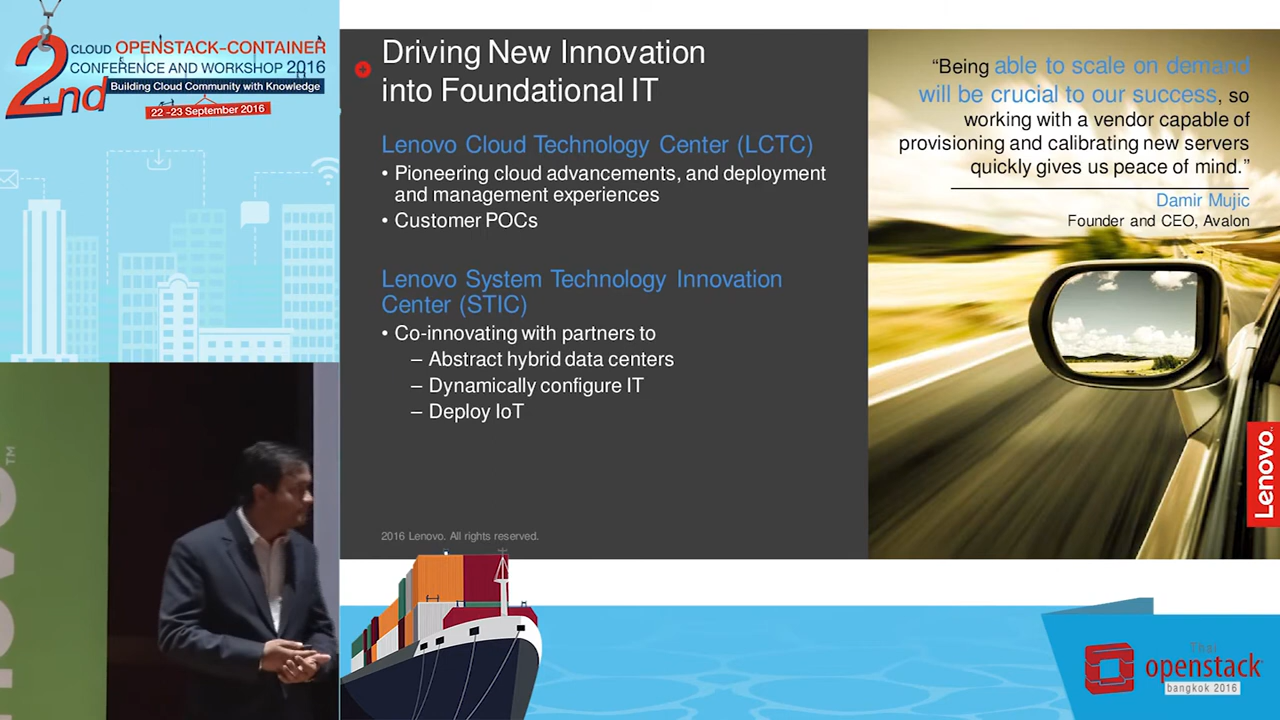 2nd
CLOUD OPENSTACK-CONTAINER
CONFERENCE AND WORKSHOP 2016
Building Cloud Community with Knowledge
22 -23 September 2016
Driving New Innovation
into Foundational IT
Lenovo Cloud Technology Center (LCTC)
• Pioneering cloud advancements, and deployment
and management experiences
• Customer POCs
Lenovo System Technology Innovation
Center (STIC)
• Co-innovating with partners to
– Abstract hybrid data centers
– Dynamically configure IT
– Deploy IoT
2016 Lenovo. All rights reserved.
“Being able to scale on demand
will be crucial to our success, so
working with a vendor capable of
provisioning and calibrating new servers
quickly gives us peace of mind.”
Damir Mujic
Founder and CEO, Avalon
Lenovo
Thai
openstack
bangkok 2016